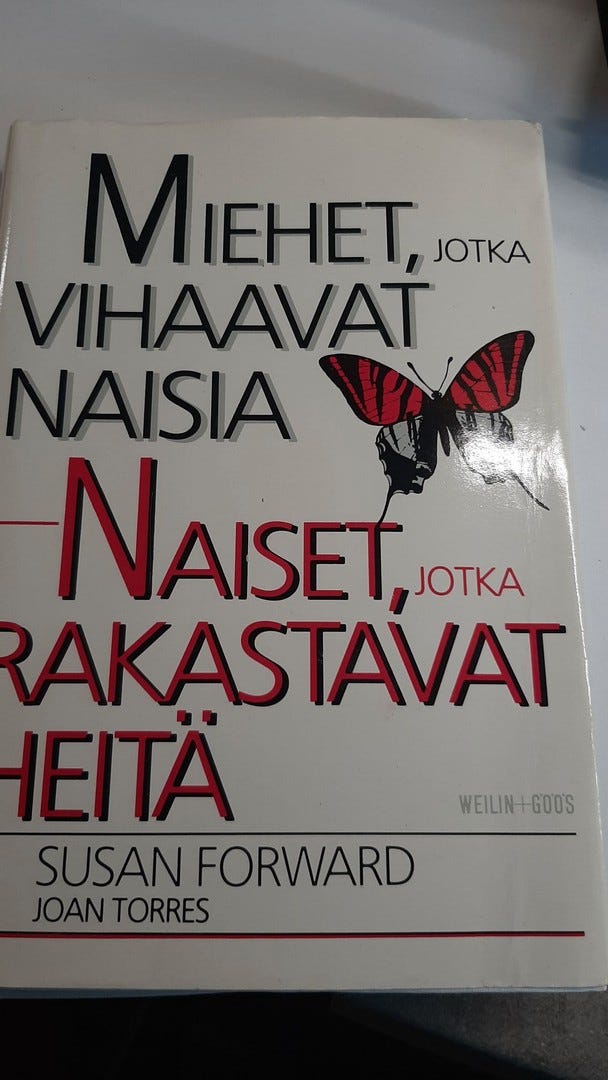 MIEHET, JOTKA
VIHAAVAT
NAISIA
— NAISET, JOTKA
RAKASTAVAT
HEITÄ
WEILIN+GÖÖS
SUSAN FORWARD
JOAN TORRES